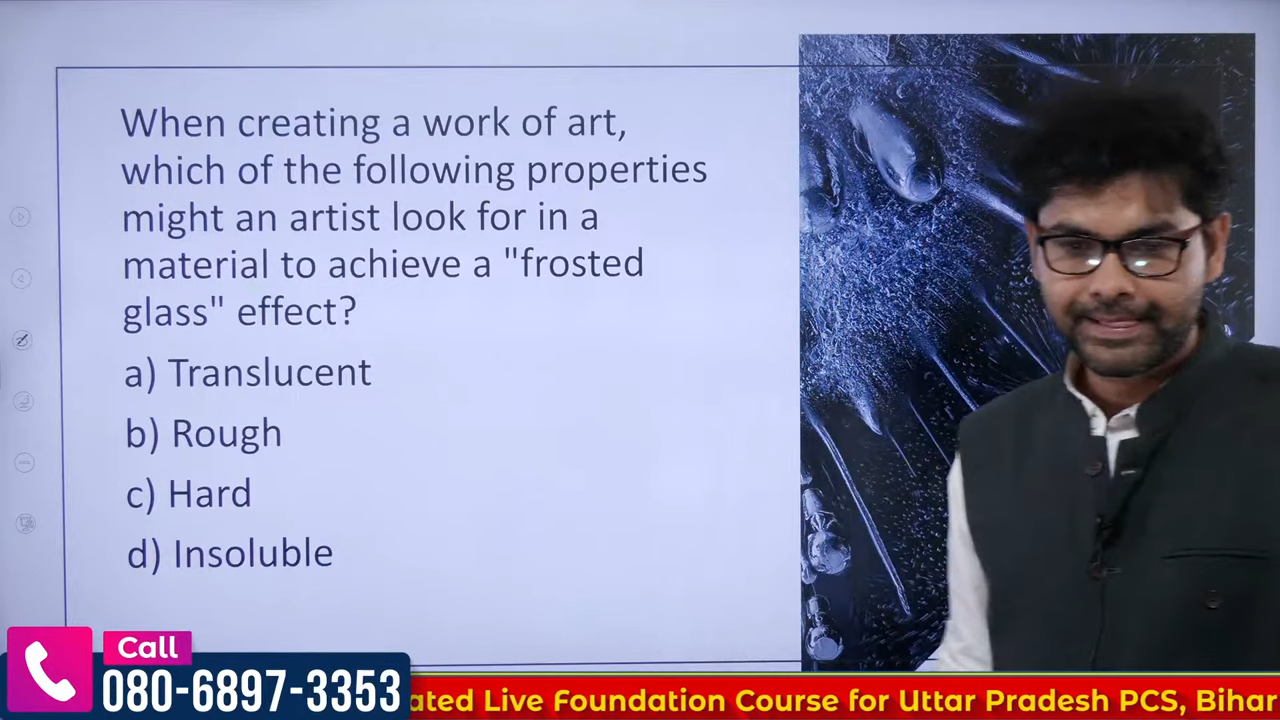 When creating a work of art,
which of the following properties
might an artist look for in a
material to achieve a "frosted
glass" effect?
a) Translucent
b) Rough
c) Hard
d) Insoluble
Call
080-6897-3353
ated Live Foundation Course for Uttar Pradesh PCS, Bihar